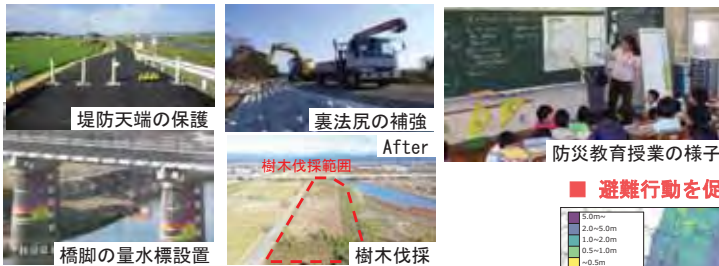 堤防天端の保護
裏法尻の補強
防災教育授業の様子
After
樹木伐採範囲
橋脚の量水標設置
樹木伐採
■ 避難行動を促
5.0m~
2.0~5.0m
1.0~2.0m
0.5~1.0m
~0.5m